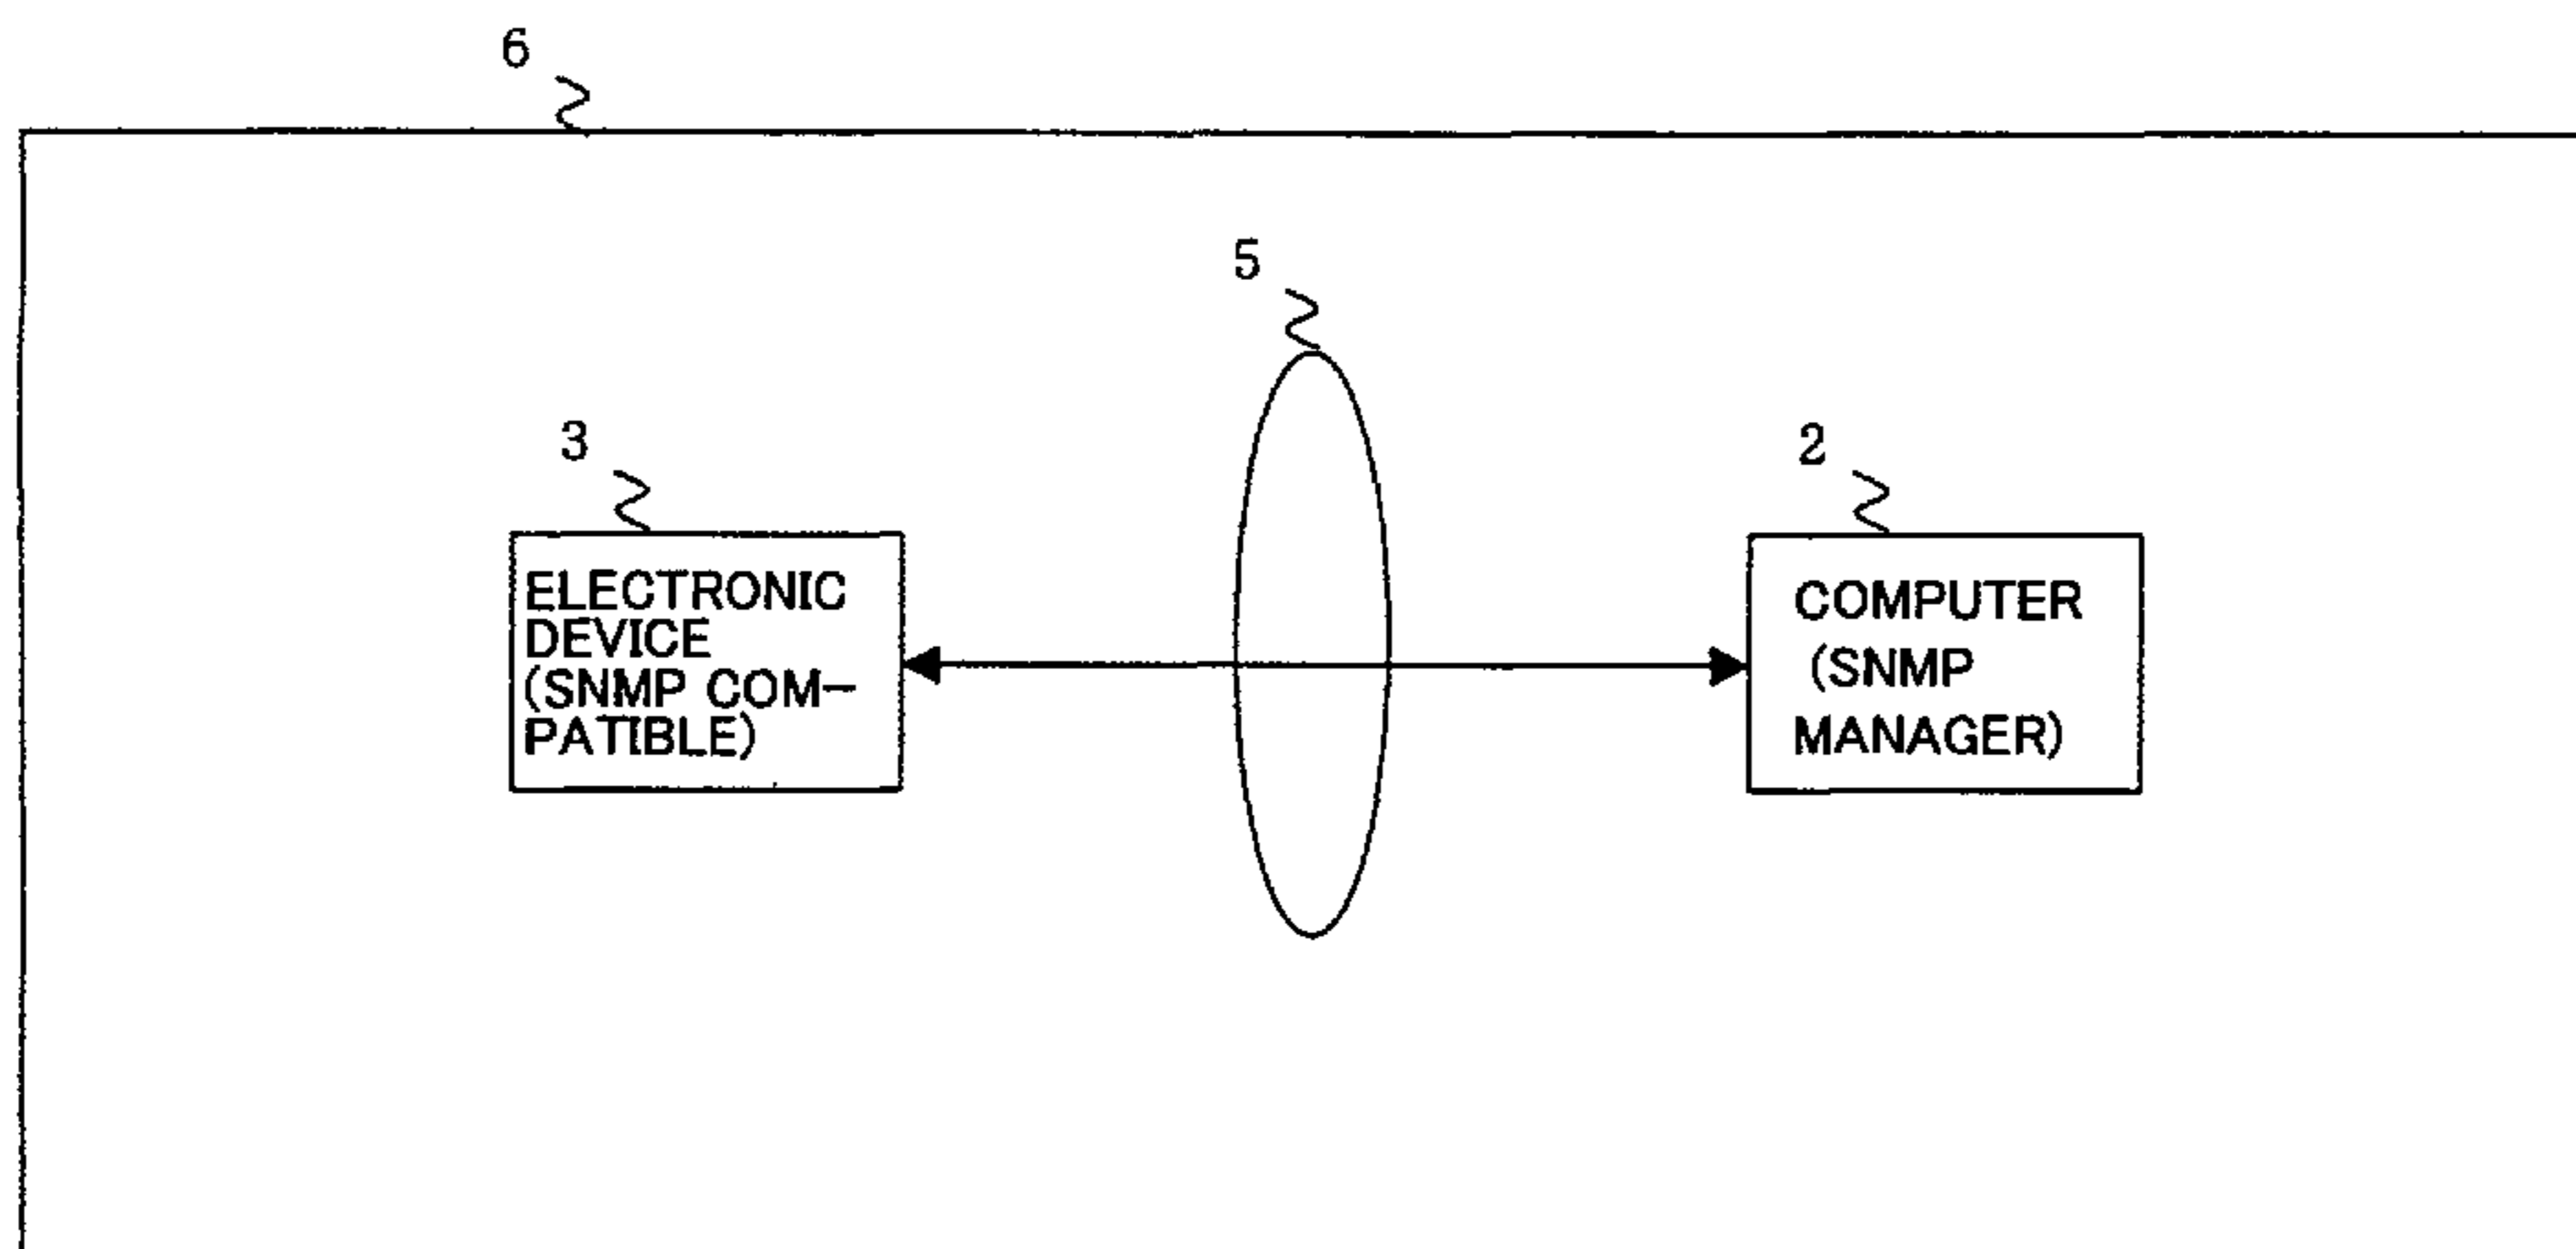 6
5
3
2
ELECTRONIC
DEVICE
(SNMP COM-
PATIBLE)
COMPUTER
(SNMP
MANAGER)